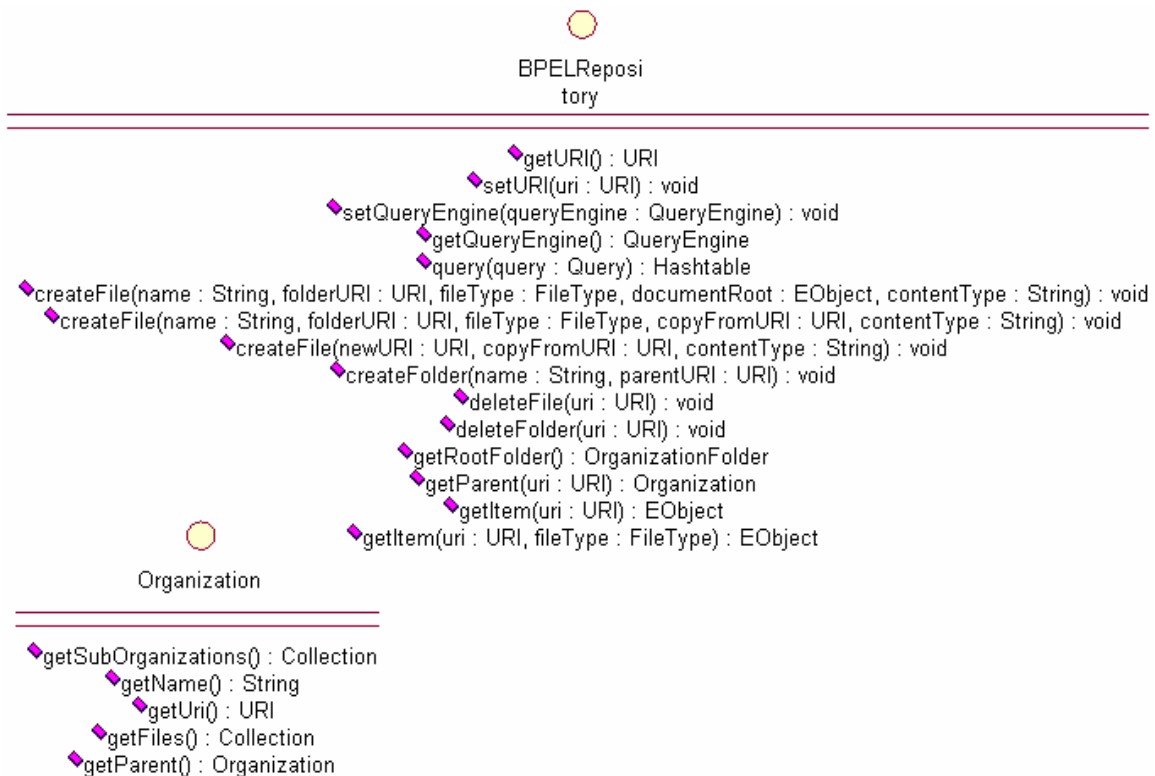 BPELReposi
tory
getURI() : URI
setURI(uri : URI) : void
setQueryEngine(queryEngine : QueryEngine) : void
getQueryEngine() : QueryEngine
query(query : Query) : Hashtable
createFile(name : String, folderURI : URI, fileType : FileType, documentRoot : EObject, contentType : String) : void
createFile(name : String, folderURI : URI, fileType : FileType, copyFromURI : URI, contentType : String) : void
createFile(newURI : URI, copyFromURI : URI, contentType : String) : void
createFolder(name : String, parentURI : URI) : void
deleteFile(uri : URI) : void
deleteFolder(uri : URI) : void
getRootFolder() : OrganizationFolder
getParent(uri : URI) : Organization
getItem(uri : URI) : EObject
getItem(uri : URI, fileType : FileType) : EObject
Organization
getSubOrganizations() : Collection
getName() : String
getUri() : URI
getFiles() : Collection
getParent() : Organization